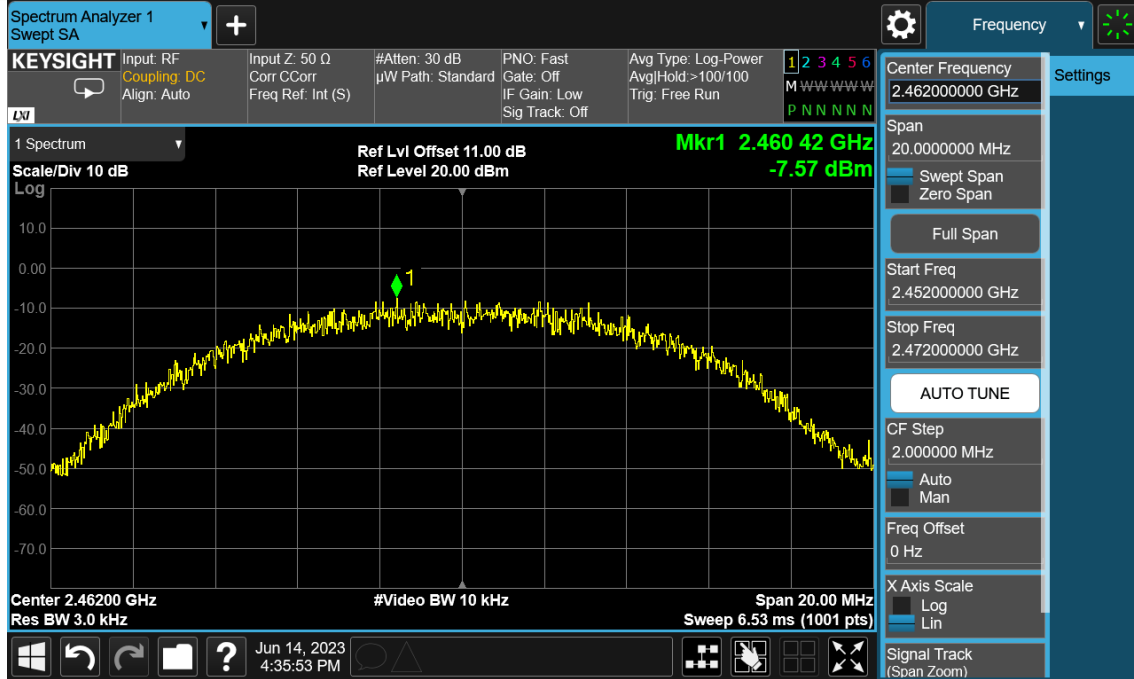 Spectrum Analyzer 1
Swept SA
+
Frequency
KEYSIGHT
Input: RF
Coupling: DC
Align: Auto
Input Z: 50 Ω
Corr CCorr
Freq Ref: Int (S)
#Atten: 30 dB
µW Path: Standard
PNO: Fast
Gate: Off
IF Gain: Low
Sig Track: Off
Avg Type: Log-Power
Avg|Hold:>100/100
Trig: Free Run
1 2 3 4 5 6
M W W W W W
P N N N N N
LXI
Center Frequency
2.462000000 GHz
Settings
Span
20.0000000 MHz
Swept Span
Zero Span
Full Span
Start Freq
2.452000000 GHz
Stop Freq
2.472000000 GHz
AUTO TUNE
CF Step
2.000000 MHz
Auto
Man
Freq Offset
0 Hz
X Axis Scale
Log
Lin
Signal Track
(Span Zoom)
1 Spectrum
Scale/Div 10 dB
Ref Lvl Offset 11.00 dB
Ref Level 20.00 dBm
Mkr1 2.460 42 GHz
-7.57 dBm
Log
10.0
0.00
-10.0
-20.0
-30.0
-40.0
-50.0
-60.0
-70.0
1
Center 2.46200 GHz
Res BW 3.0 kHz
#Video BW 10 kHz
Span 20.00 MHz
Sweep 6.53 ms (1001 pts)
?
Jun 14, 2023
4:35:53 PM